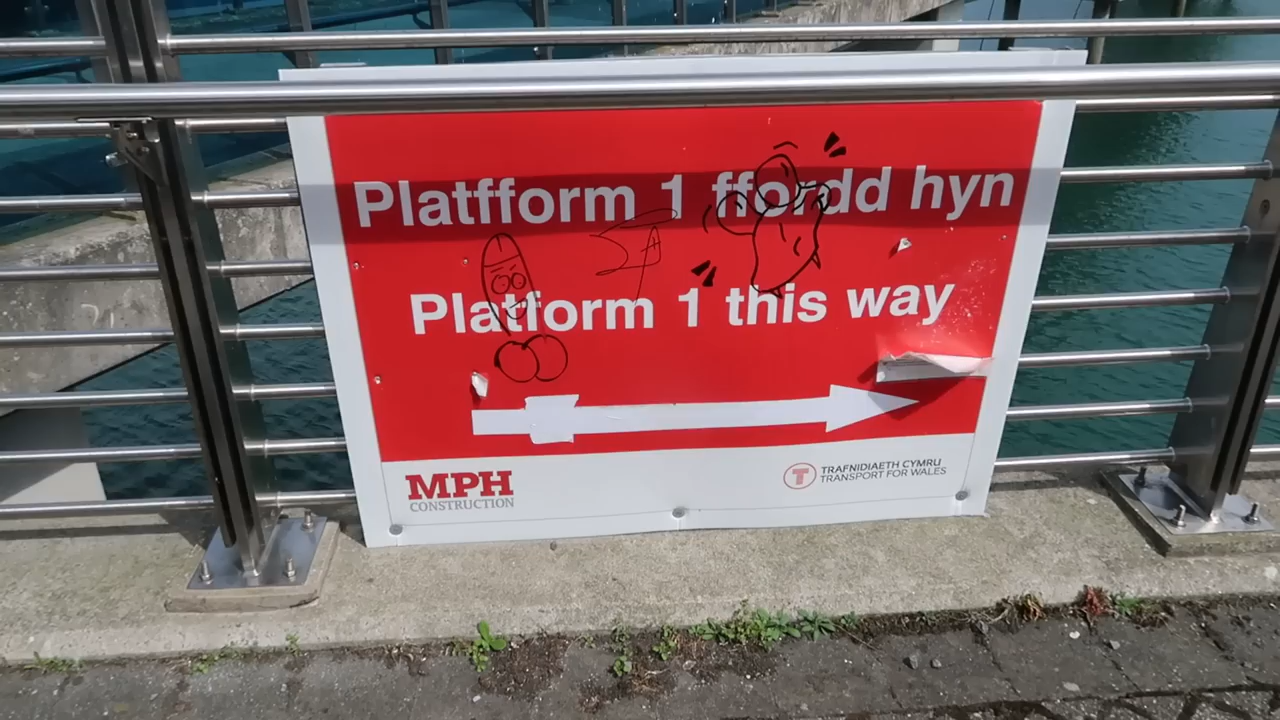 Platfform 1 ffordd hyn
Platform 1 this way
MPH
CONSTRUCTION
T
TRAFNIDIAETH CYMRU
TRANSPORT FOR WALES